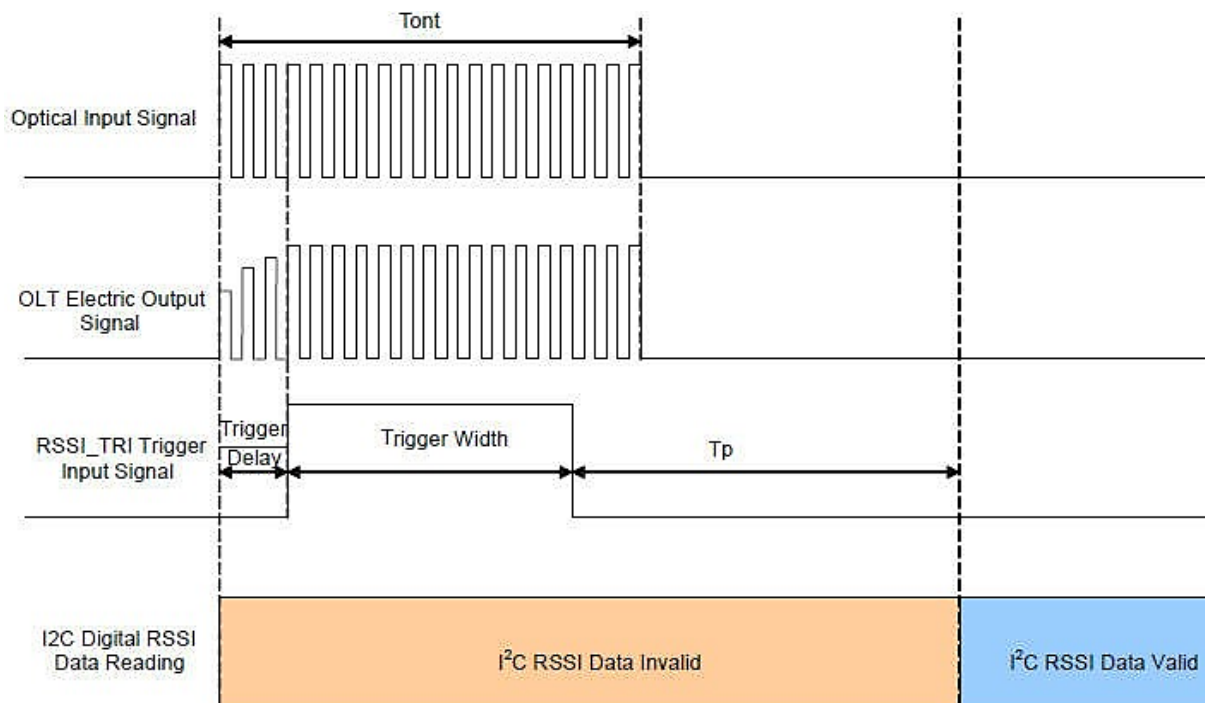 Tont
Optical Input Signal
OLT Electric Output
Signal
RSSI_TRI Trigger
Input Signal
Trigger
Delay
Trigger Width
Tp
I2C Digital RSSI
Data Reading
I²C RSSI Data Invalid
I²C RSSI Data Valid